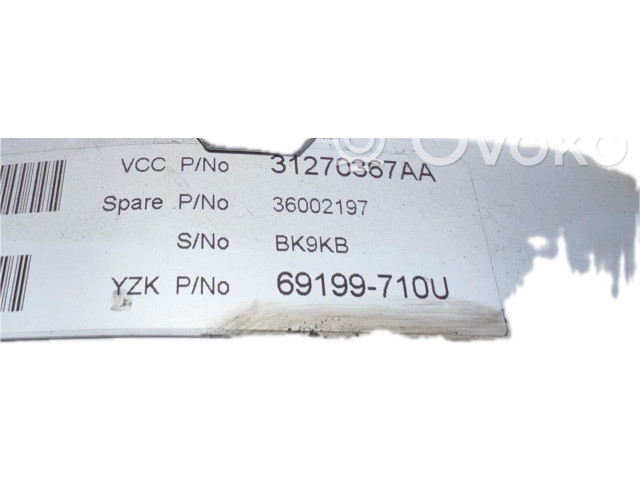 © Ovoko
VCC P/No 31270367AA
Spare P/No 36002197
S/No BK9KB
YZK P/No 69199-710U